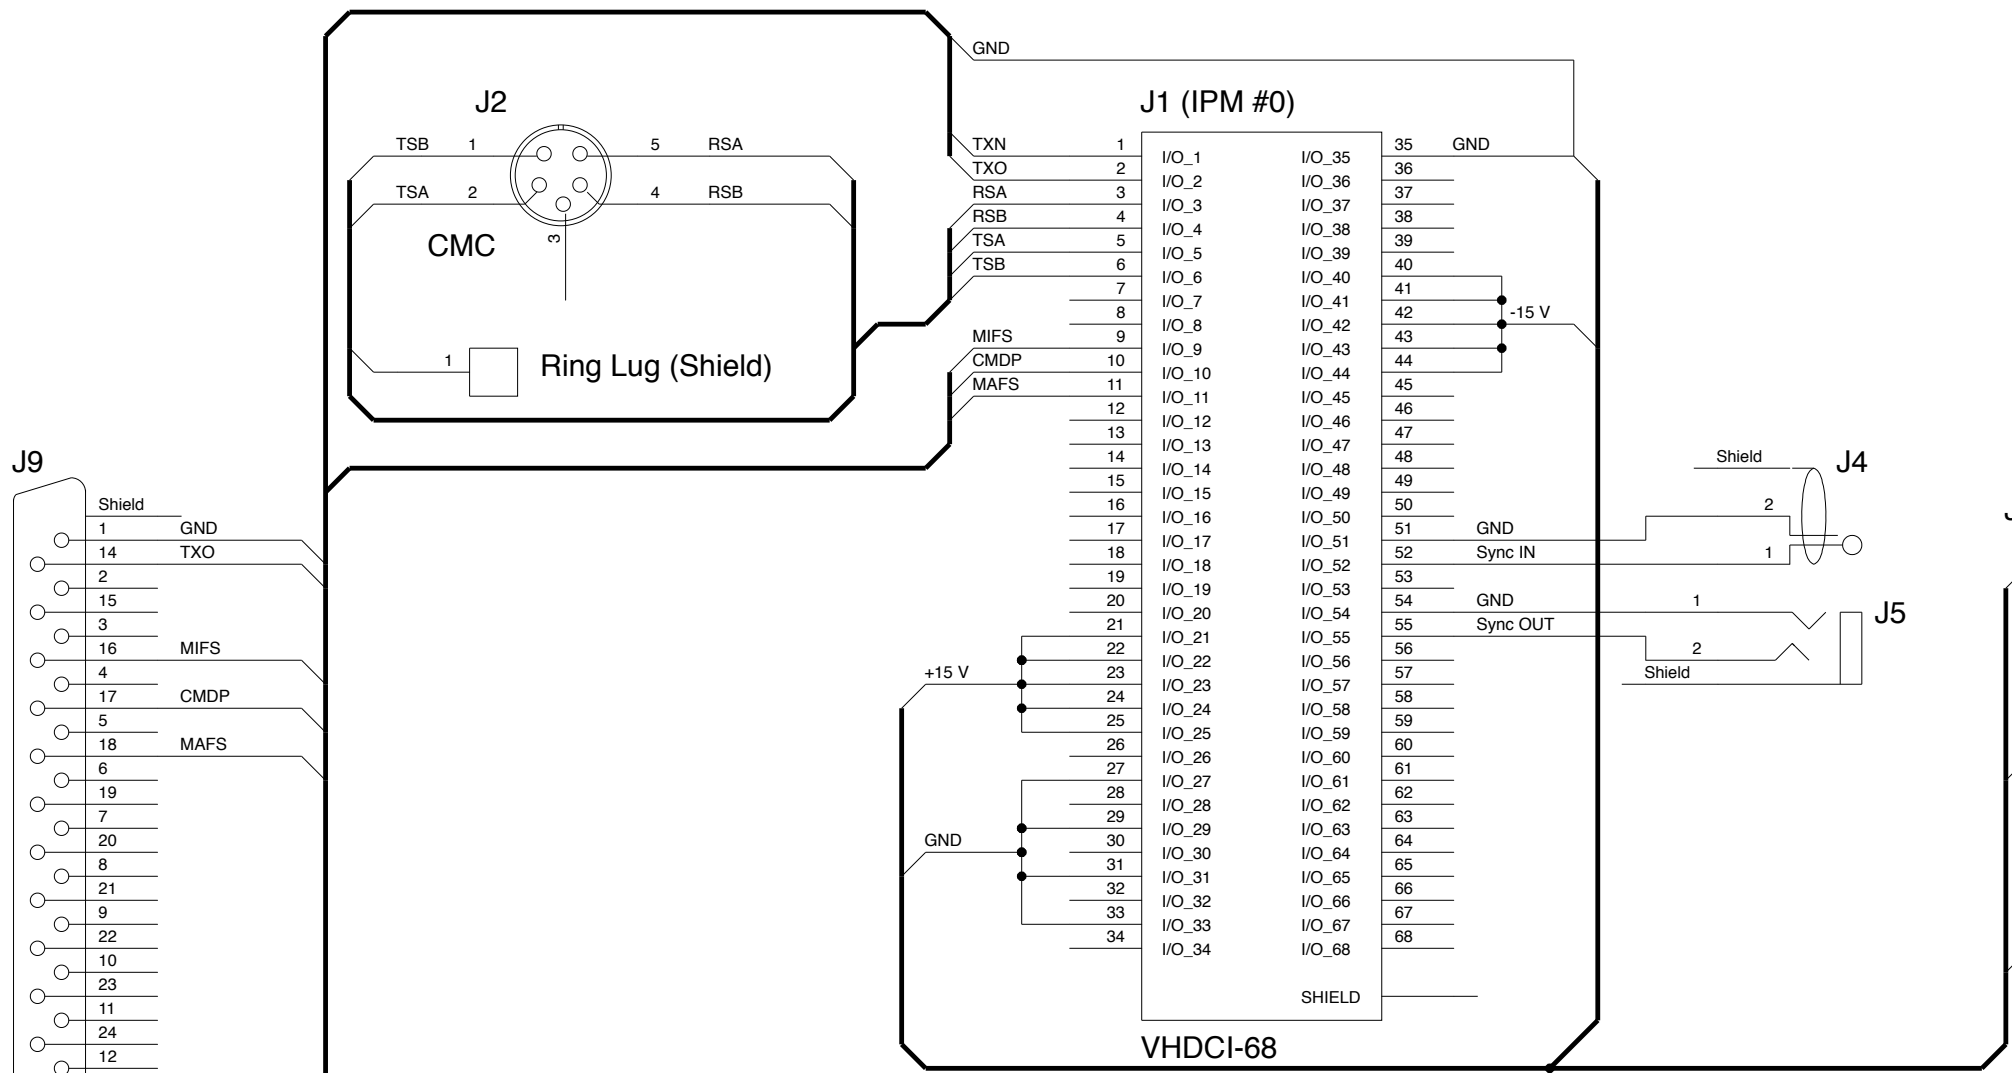 GND
J2
J1 (IPM #0)
TSB 1
5 RSA
TSA 2
4 RSB
3
CMC
1
Ring Lug (Shield)
TXN 1 I/O_1 I/O_35 35 GND
TXO 2 I/O_2 I/O_36 36
RSA 3 I/O_3 I/O_37 37
RSB 4 I/O_4 I/O_38 38
TSA 5 I/O_5 I/O_39 39
TSB 6 I/O_6 I/O_40 40
7 I/O_7 I/O_41 41
8 I/O_8 I/O_42 42 -15 V
MIFS 9 I/O_9 I/O_43 43
CMDP 10 I/O_10 I/O_44 44
MAFS 11 I/O_11 I/O_45 45
12 I/O_12 I/O_46 46
13 I/O_13 I/O_47 47
14 I/O_14 I/O_48 48
15 I/O_15 I/O_49 49
16 I/O_16 I/O_50 50
17 I/O_17 I/O_51 51 GND
18 I/O_18 I/O_52 52 Sync IN
19 I/O_19 I/O_53 53
20 I/O_20 I/O_54 54 GND
21 I/O_21 I/O_55 55 Sync OUT
22 I/O_22 I/O_56 56
+15 V 23 I/O_23 I/O_57 57
24 I/O_24 I/O_58 58
25 I/O_25 I/O_59 59
26 I/O_26 I/O_60 60
27 I/O_27 I/O_61 61
28 I/O_28 I/O_62 62
29 I/O_29 I/O_63 63
GND 30 I/O_30 I/O_64 64
31 I/O_31 I/O_65 65
32 I/O_32 I/O_66 66
33 I/O_33 I/O_67 67
34 I/O_34 I/O_68 68
SHIELD
VHDCI-68
Shield J4
2
1
1 J5
2
Shield
J9
Shield
1 GND
14 TXO
2
15
3
16 MIFS
4
17 CMDP
5
18 MAFS
6
19
7
20
8
21
9
22
10
23
11
24
12